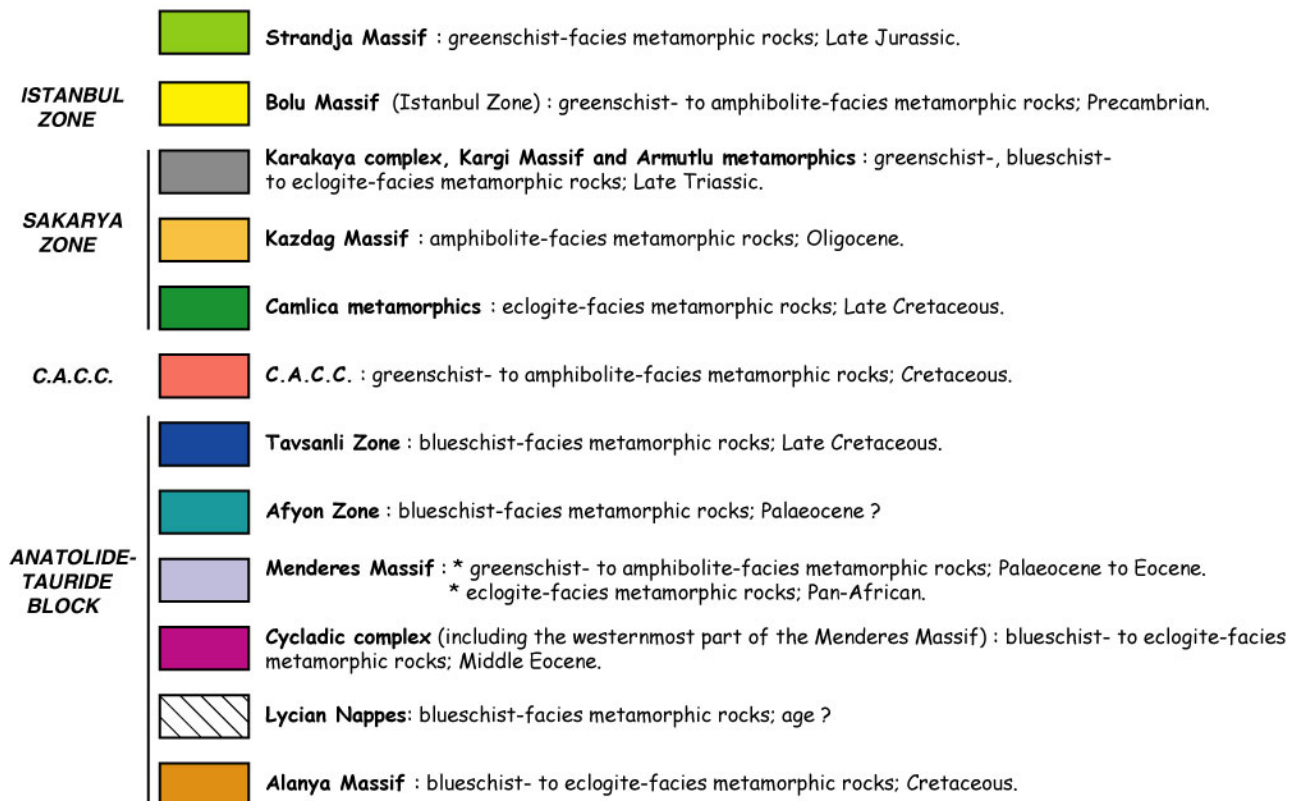 Strandja Massif : greenschist-facies metamorphic rocks; Late Jurassic.
ISTANBUL
ZONE
Bolu Massif (Istanbul Zone) : greenschist- to amphibolite-facies metamorphic rocks; Precambrian.
SAKARYA
ZONE
Karakaya complex, Kargi Massif and Armutlu metamorphics : greenschist-, blueschist-
to eclogite-facies metamorphic rocks; Late Triassic.
Kazdag Massif : amphibolite-facies metamorphic rocks; Oligocene.
Camlica metamorphics : eclogite-facies metamorphic rocks; Late Cretaceous.
C.A.C.C.
C.A.C.C. : greenschist- to amphibolite-facies metamorphic rocks; Cretaceous.
ANATOLIDE-
TAURIDE
BLOCK
Tavsanli Zone : blueschist-facies metamorphic rocks; Late Cretaceous.
Afyon Zone : blueschist-facies metamorphic rocks; Palaeocene ?
Menderes Massif : * greenschist- to amphibolite-facies metamorphic rocks; Palaeocene to Eocene.
* eclogite-facies metamorphic rocks; Pan-African.
Cycladic complex (including the westernmost part of the Menderes Massif) : blueschist- to eclogite-facies
metamorphic rocks; Middle Eocene.
Lycian Nappes: blueschist-facies metamorphic rocks; age ?
Alanya Massif : blueschist- to eclogite-facies metamorphic rocks; Cretaceous.